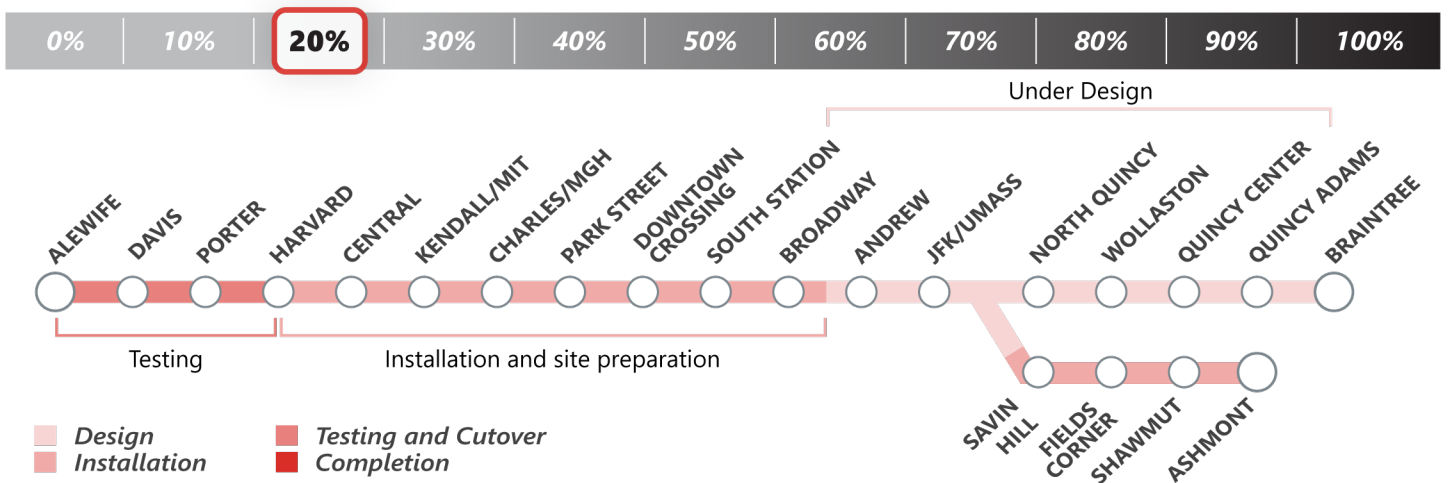 0% 10% 20% 30% 40% 50% 60% 70% 80% 90% 100%
Under Design
ALEWIFE
DAVIS
PORTER
HARVARD
CENTRAL
KENDALL/MIT
CHARLES/MGH
PARK STREET
DOWNTOWN
CROSSING
SOUTH STATION
BROADWAY
ANDREW
JFK/UMASS
NORTH QUINCY
WOLLASTON
QUINCY CENTER
QUINCY ADAMS
BRAINTREE
Testing
Installation and site preparation
SAVIN
HILL
FIELDS
CORNER
SHAWMUT
ASHMONT
Design
Installation
Testing and Cutover
Completion